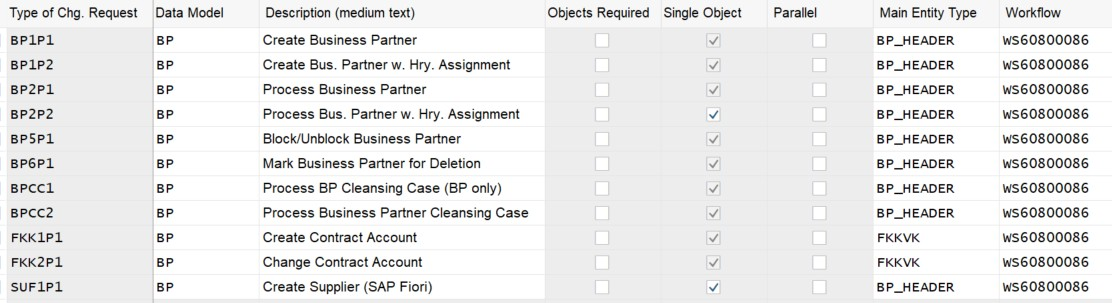 Type of Chg. Request Data Model Description (medium text) Objects Required Single Object Parallel Main Entity Type Workflow
BP1P1 BP Create Business Partner BP_HEADER WS60800086
BP1P2 BP Create Bus. Partner w. Hry. Assignment BP_HEADER WS60800086
BP2P1 BP Process Business Partner BP_HEADER WS60800086
BP2P2 BP Process Bus. Partner w. Hry. Assignment BP_HEADER WS60800086
BP5P1 BP Block/Unblock Business Partner BP_HEADER WS60800086
BP6P1 BP Mark Business Partner for Deletion BP_HEADER WS60800086
BPCC1 BP Process BP Cleansing Case (BP only) BP_HEADER WS60800086
BPCC2 BP Process Business Partner Cleansing Case BP_HEADER WS60800086
FKK1P1 BP Create Contract Account FKKVK WS60800086
FKK2P1 BP Change Contract Account FKKVK WS60800086
SUF1P1 BP Create Supplier (SAP Fiori) BP_HEADER WS60800086